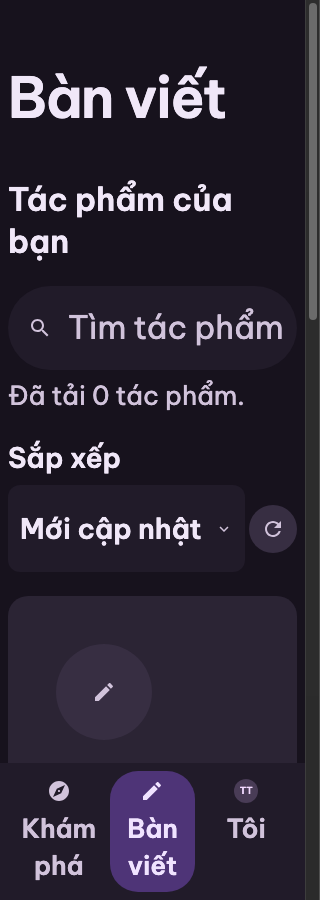 Bàn viết
Tác phẩm của
bạn
Tìm tác phẩm
Đã tải 0 tác phẩm.
Sắp xếp
Mới cập nhật
TT
Khám
phá
Bàn
viết
Tôi